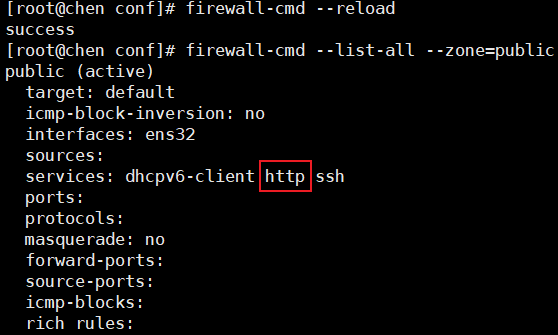 [root@chen conf]# firewall-cmd --reload
success
[root@chen conf]# firewall-cmd --list-all --zone=public
public (active)
  target: default
  icmp-block-inversion: no
  interfaces: ens32
  sources:
  services: dhcpv6-client http ssh
  ports:
  protocols:
  masquerade: no
  forward-ports:
  source-ports:
  icmp-blocks:
  rich rules: